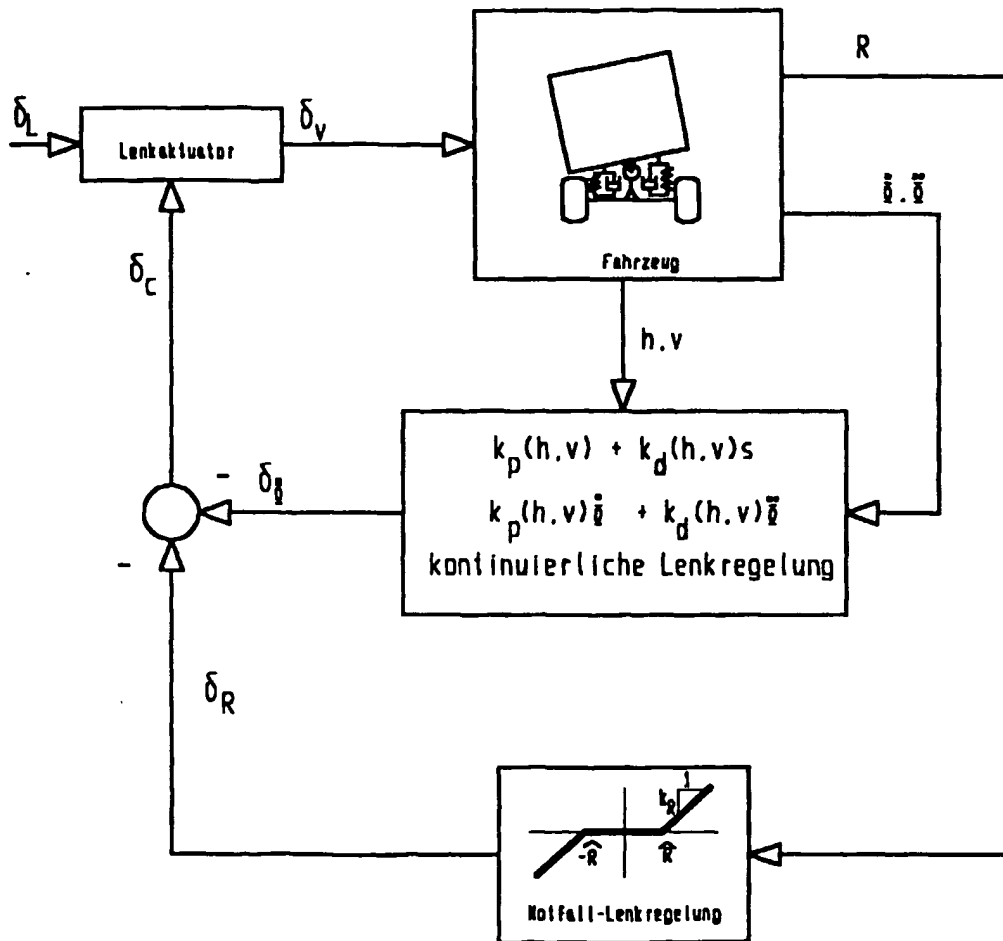 R
δL
Lenkaktuator
δv
Fahrzeug
δc
h.v
kp(h.v) + kd(h.v)s
kp(h.v) + kd(h.v)
kontinuierliche Lenkregelung
-
-
δR
1
kR
-R̂
R̂
Notfall-Lenkregelung